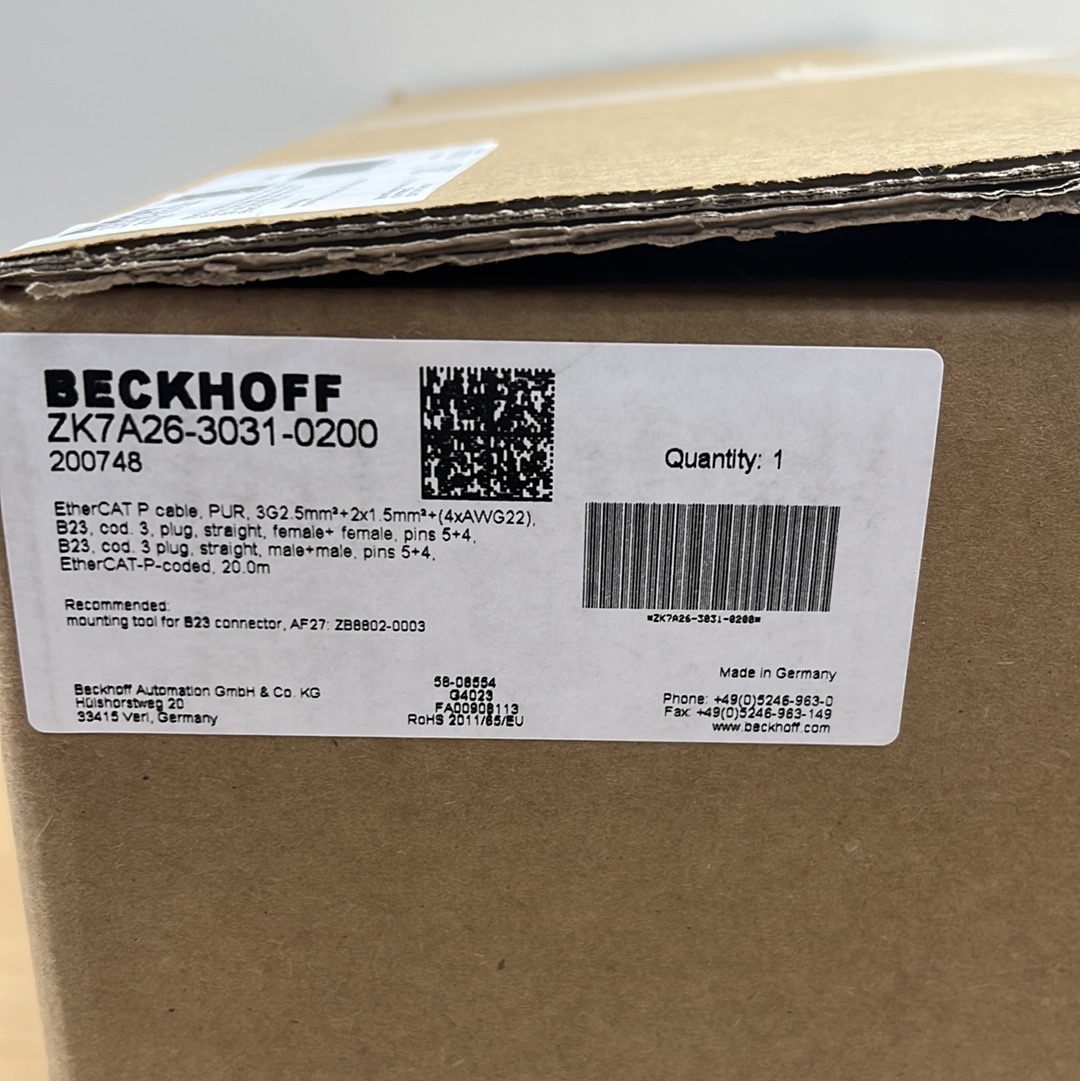 BECKHOFF
ZK7A26-3031-0200
200748
Quantity: 1
EtherCAT P cable, PUR, 3G2.5mm²+2x1.5mm²+(4xAWG22),
B23, cod. 3, plug, straight, female+ female, pins 5+4,
B23, cod. 3 plug, straight, male+male, pins 5+4,
EtherCAT-P-coded, 20.0m
*ZK7A26-3031-0200*
Recommended:
mounting tool for B23 connector, AF27: ZB8802-0003
Beckhoff Automation GmbH & Co. KG
Hülshorstweg 20
33415 Verl, Germany
58-08554
G4023
FA00908113
RoHS 2011/65/EU
Made in Germany
Phone: +49(0)5246-963-0
Fax: +49(0)5246-963-149
www.beckhoff.com